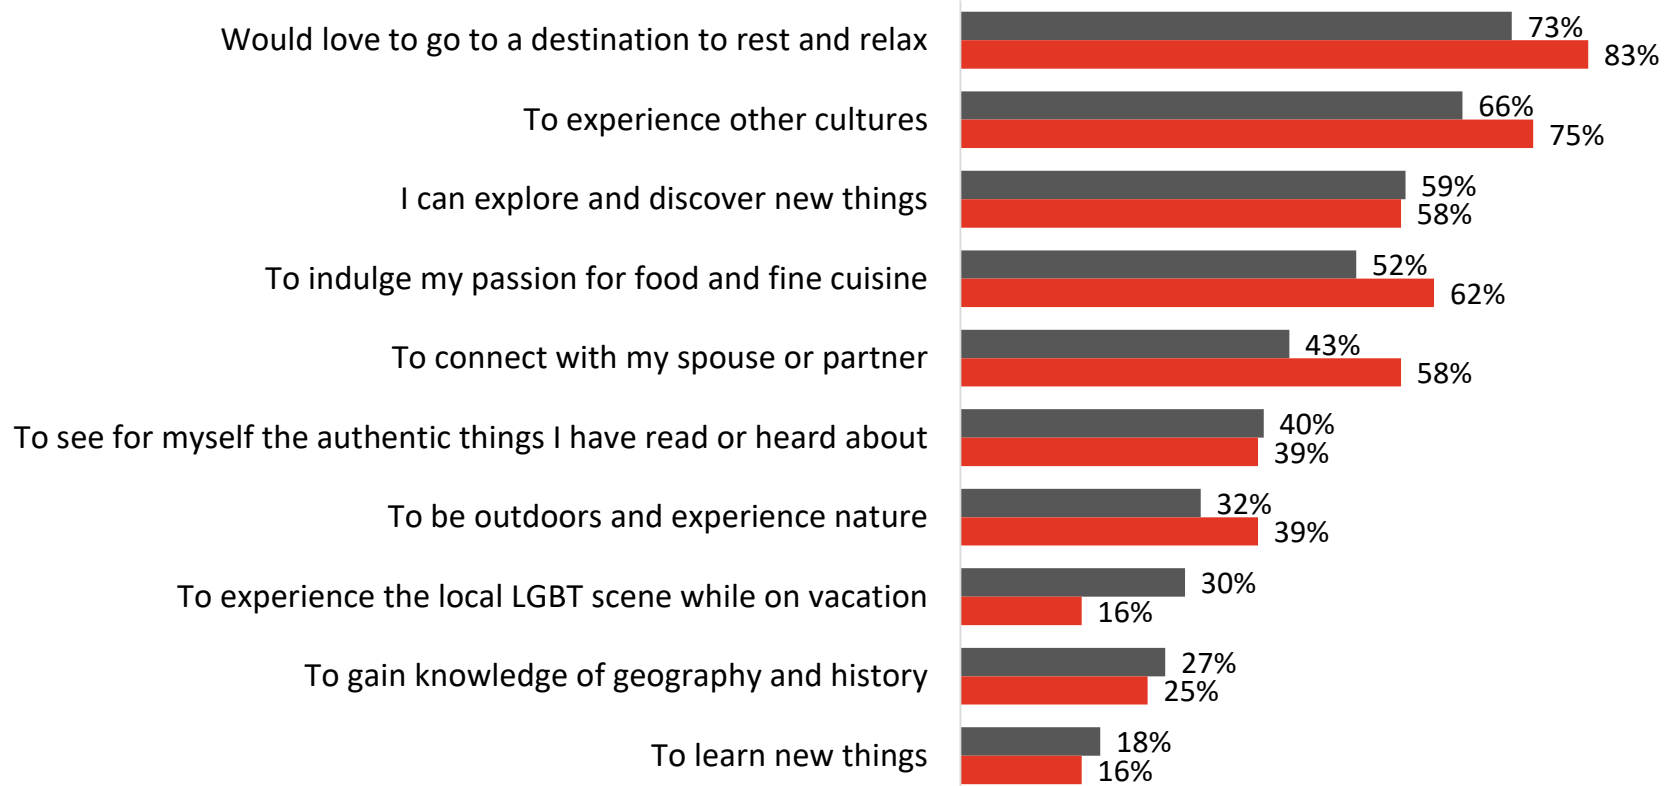 Would love to go to a destination to rest and relax
73%
83%
To experience other cultures
66%
75%
I can explore and discover new things
59%
58%
To indulge my passion for food and fine cuisine
52%
62%
To connect with my spouse or partner
43%
58%
To see for myself the authentic things I have read or heard about
40%
39%
To be outdoors and experience nature
32%
39%
To experience the local LGBT scene while on vacation
30%
16%
To gain knowledge of geography and history
27%
25%
To learn new things
18%
16%